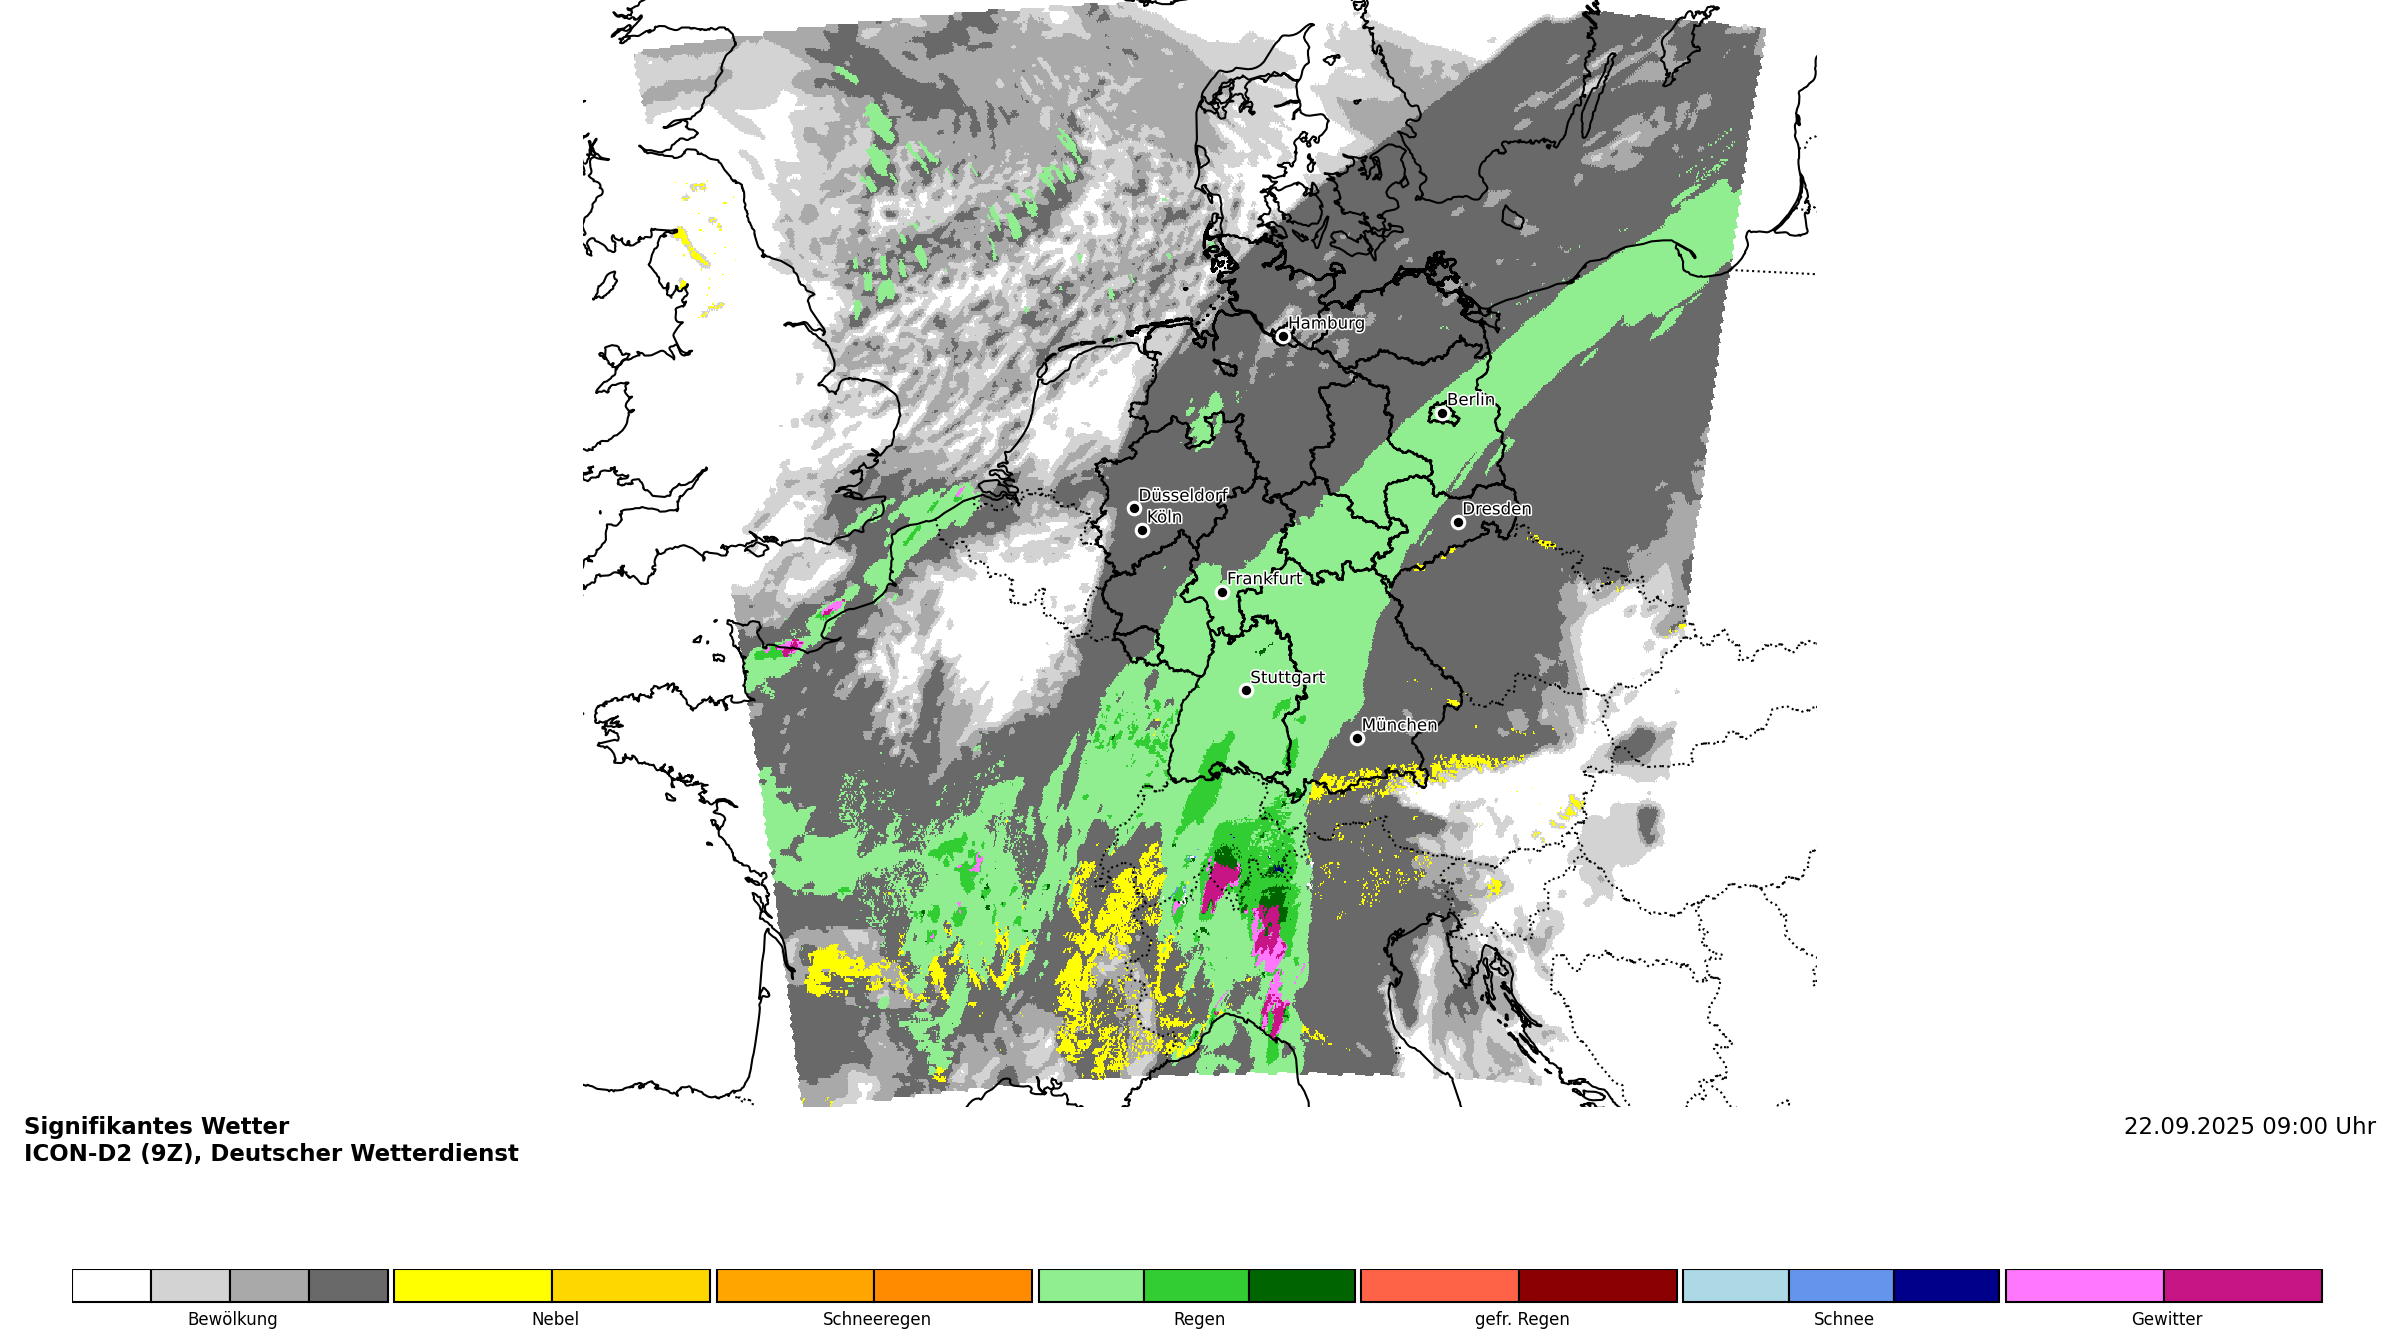 Hamburg
Berlin
Düsseldorf
Köln
Dresden
Frankfurt
Stuttgart
München
Signifikantes Wetter
22.09.2025 09:00 Uhr
ICON-D2 (9Z), Deutscher Wetterdienst
Bewölkung
Nebel
Schneeregen
Regen
gefr. Regen
Schnee
Gewitter